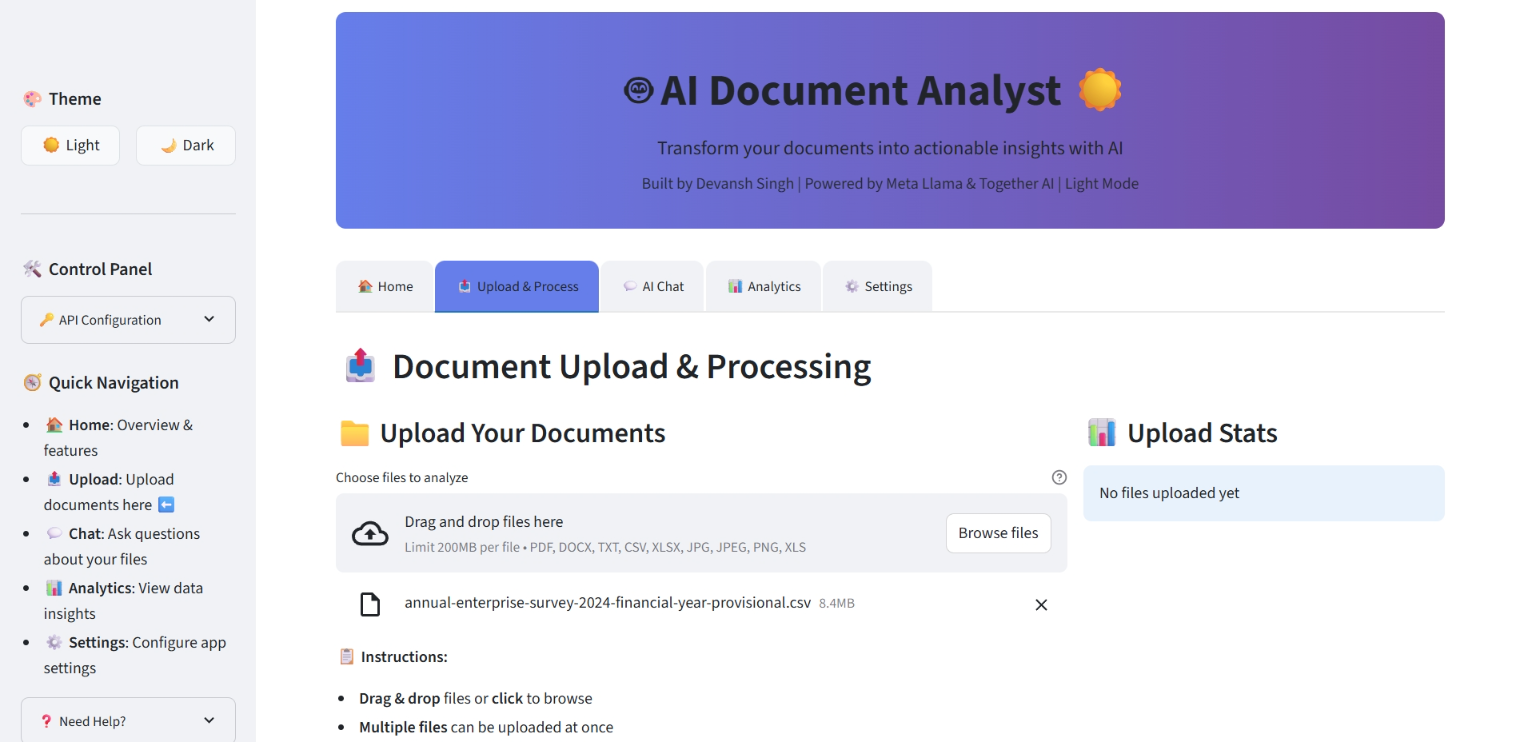 Theme
Light
Dark
Control Panel
API Configuration
Quick Navigation
Home: Overview &
features
Upload: Upload
documents here
Chat: Ask questions
about your files
Analytics: View data
insights
Settings: Configure app
settings
Need Help?
AI Document Analyst
Transform your documents into actionable insights with AI
Built by Devansh Singh | Powered by Meta Llama & Together AI | Light Mode
Home
Upload & Process
AI Chat
Analytics
Settings
Document Upload & Processing
Upload Your Documents
Choose files to analyze
Drag and drop files here
Limit 200MB per file • PDF, DOCX, TXT, CSV, XLSX, JPG, JPEG, PNG, XLS
Browse files
annual-enterprise-survey-2024-financial-year-provisional.csv 8.4MB
Instructions:
Drag & drop files or click to browse
Multiple files can be uploaded at once
Upload Stats
No files uploaded yet